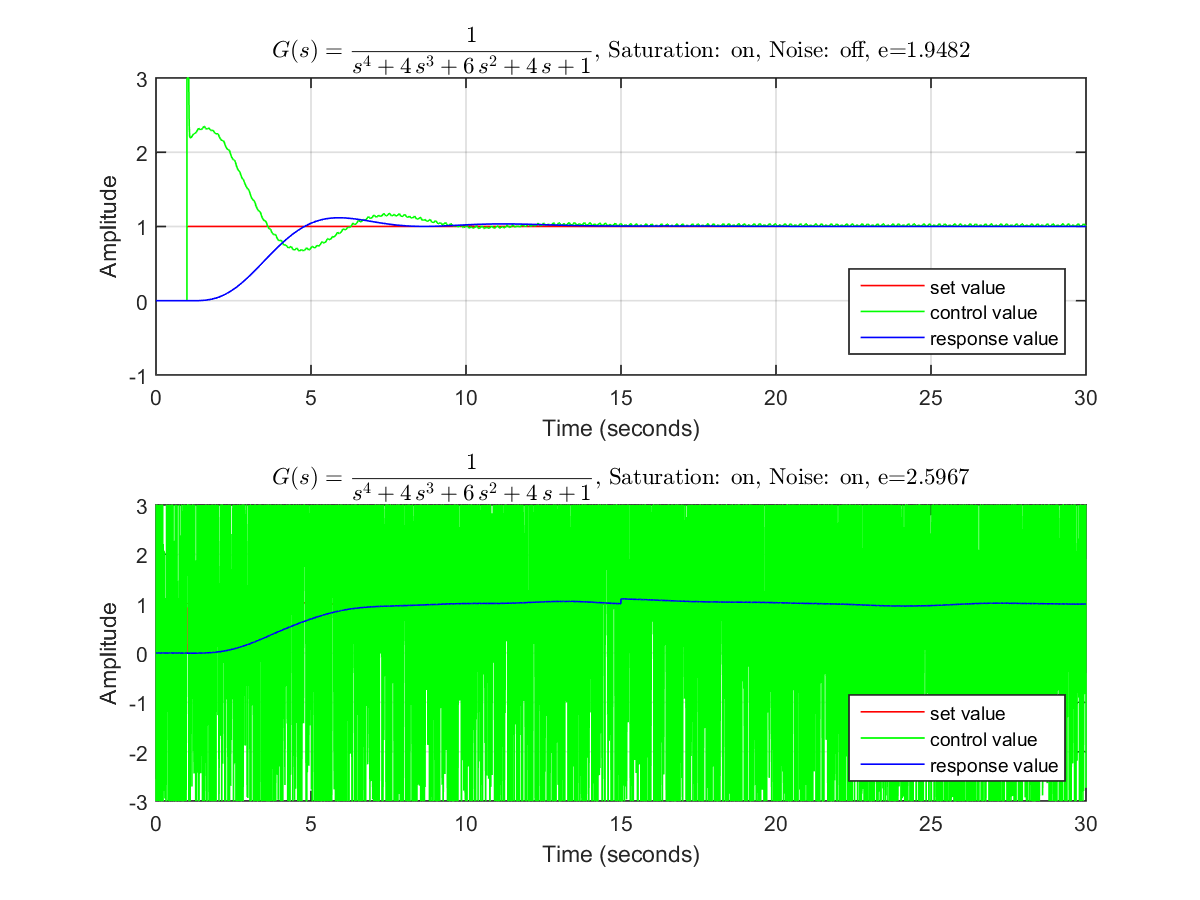 G(s) = 1 / (s^4 + 4 s^3 + 6 s^2 + 4 s + 1), Saturation: on, Noise: off, e=1.9482
3
2
1
0
-1
Amplitude
set value
control value
response value
0 5 10 15 20 25 30
Time (seconds)
G(s) = 1 / (s^4 + 4 s^3 + 6 s^2 + 4 s + 1), Saturation: on, Noise: on, e=2.5967
3
2
1
0
-1
-2
-3
Amplitude
set value
control value
response value
0 5 10 15 20 25 30
Time (seconds)